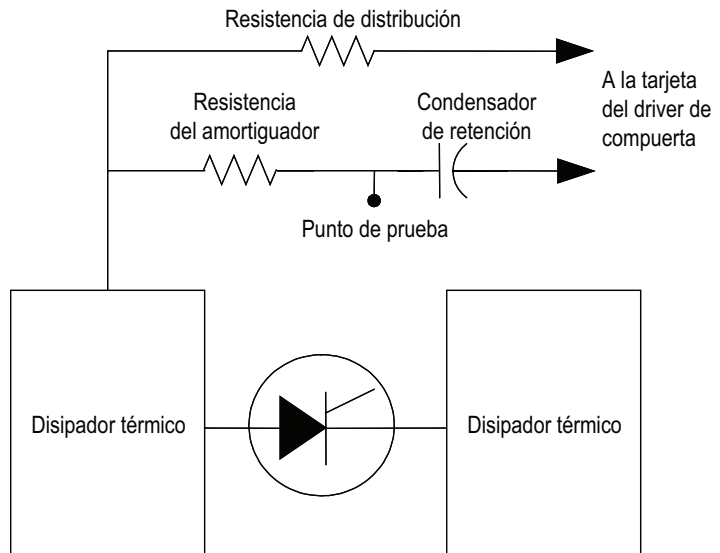 Resistencia de distribución
A la tarjeta
del driver de
compuerta
Resistencia
del amortiguador
Condensador
de retención
Punto de prueba
Disipador térmico
Disipador térmico